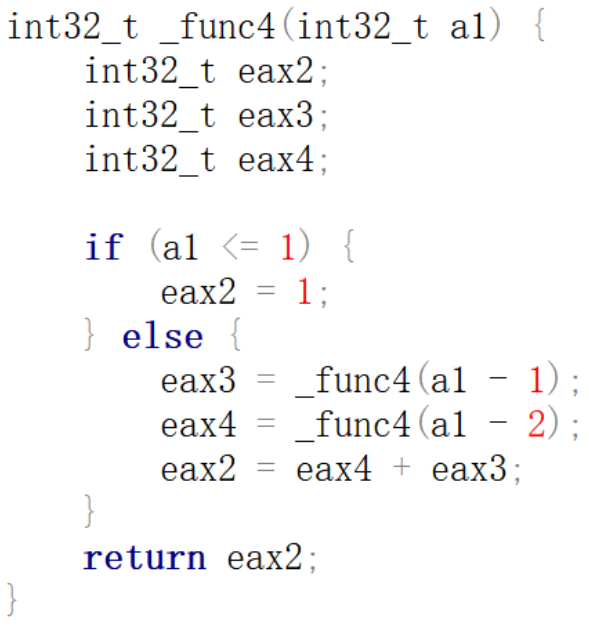 int32_t _func4(int32_t a1) {
    int32_t eax2;
    int32_t eax3;
    int32_t eax4;

    if (a1 <= 1) {
        eax2 = 1;
    } else {
        eax3 = _func4(a1 - 1);
        eax4 = _func4(a1 - 2);
        eax2 = eax4 + eax3;
    }
    return eax2;
}